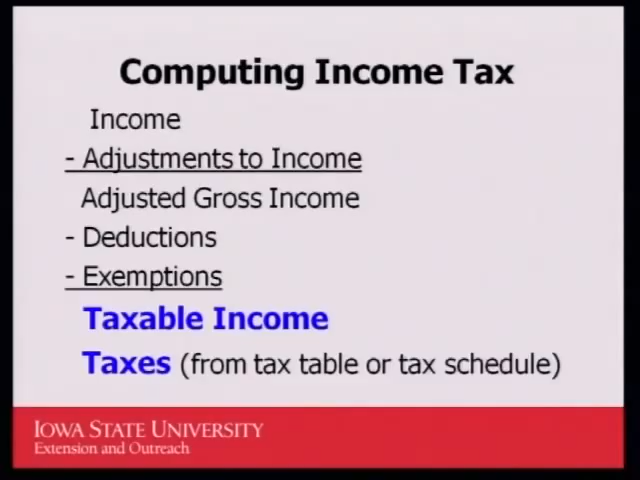 Computing Income Tax
Income
- Adjustments to Income
Adjusted Gross Income
- Deductions
- Exemptions
Taxable Income
Taxes (from tax table or tax schedule)
IOWA STATE UNIVERSITY
Extension and Outreach